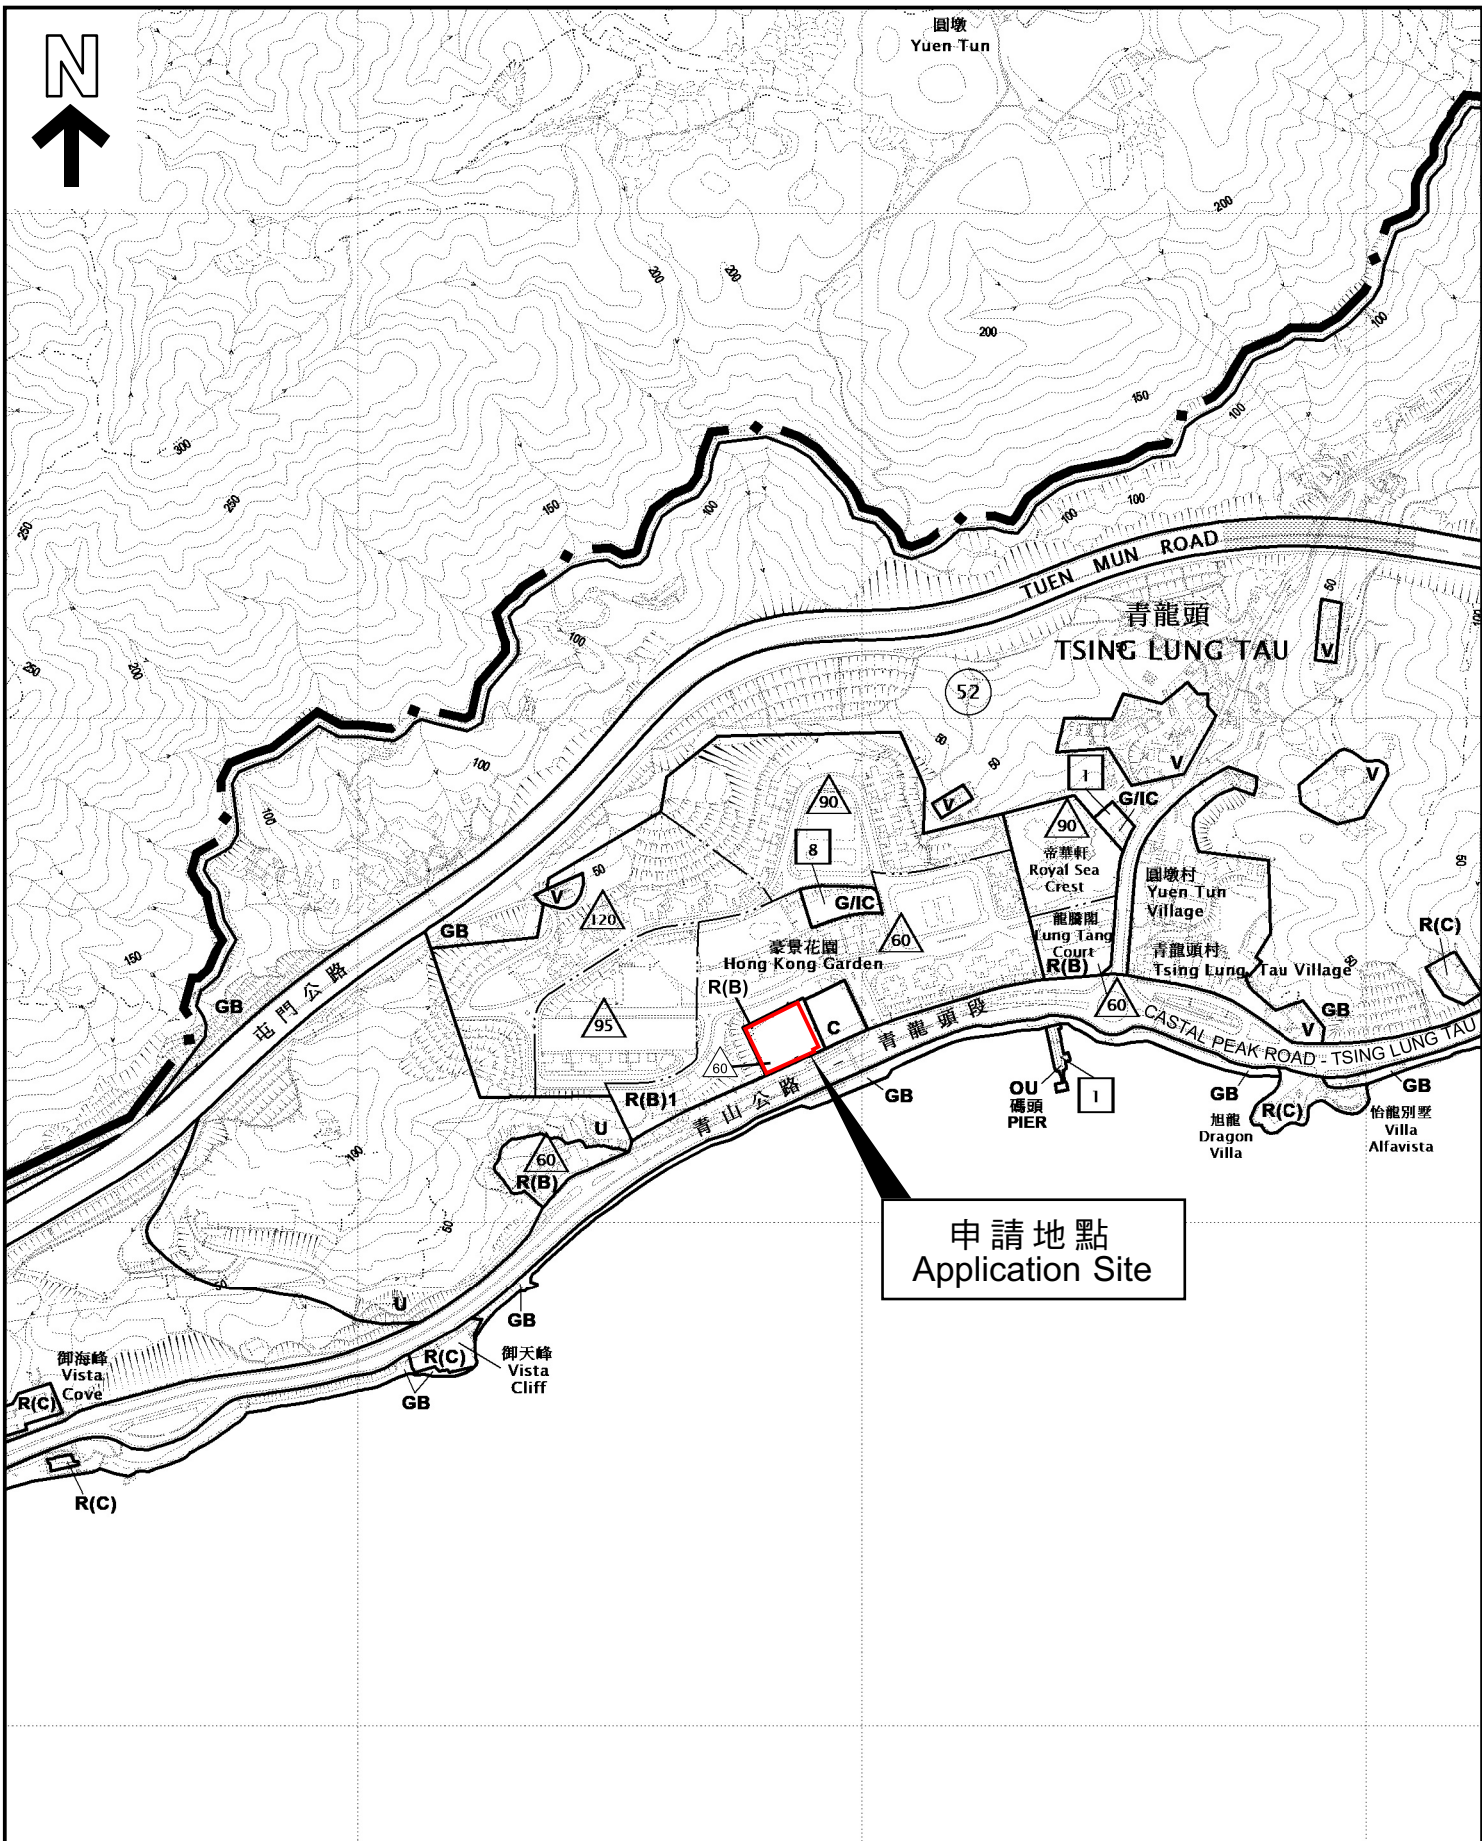 N
圓墩
Yuen Tun
200
200
200
200
100
150
100
300
250
250
150
100
100
100
TUEN MUN ROAD
50
青龍頭
TSING LUNG TAU
V
100
250
200
52
100
50
50
V
V
V
1
G/IC
100
90
90
8
帝華軒
Royal Sea
Crest
圓墩村
Yuen Tun
Village
50
50
V
120
G/IC
60
GB
豪景花園
Hong Kong Garden
龍騰閣
Lung Tang
Court
R(B)
青龍頭村
Tsing Lung Tau Village
R(C)
50
150
屯門公路
GB
R(B)
95
C
60
青山公路
青龍頭段
60
CASTAL PEAK ROAD - TSING LUNG TAU
GB
V
R(B)1
U
GB
OU
碼頭
PIER
1
GB
旭龍
Dragon
Villa
R(C)
GB
怡龍別墅
Villa
Alfavista
100
60
R(B)
50
申請地點
Application Site
50
U
GB
御海峰
Vista
Cove
R(C)
R(C)
御天峰
Vista
Cliff
GB
R(C)